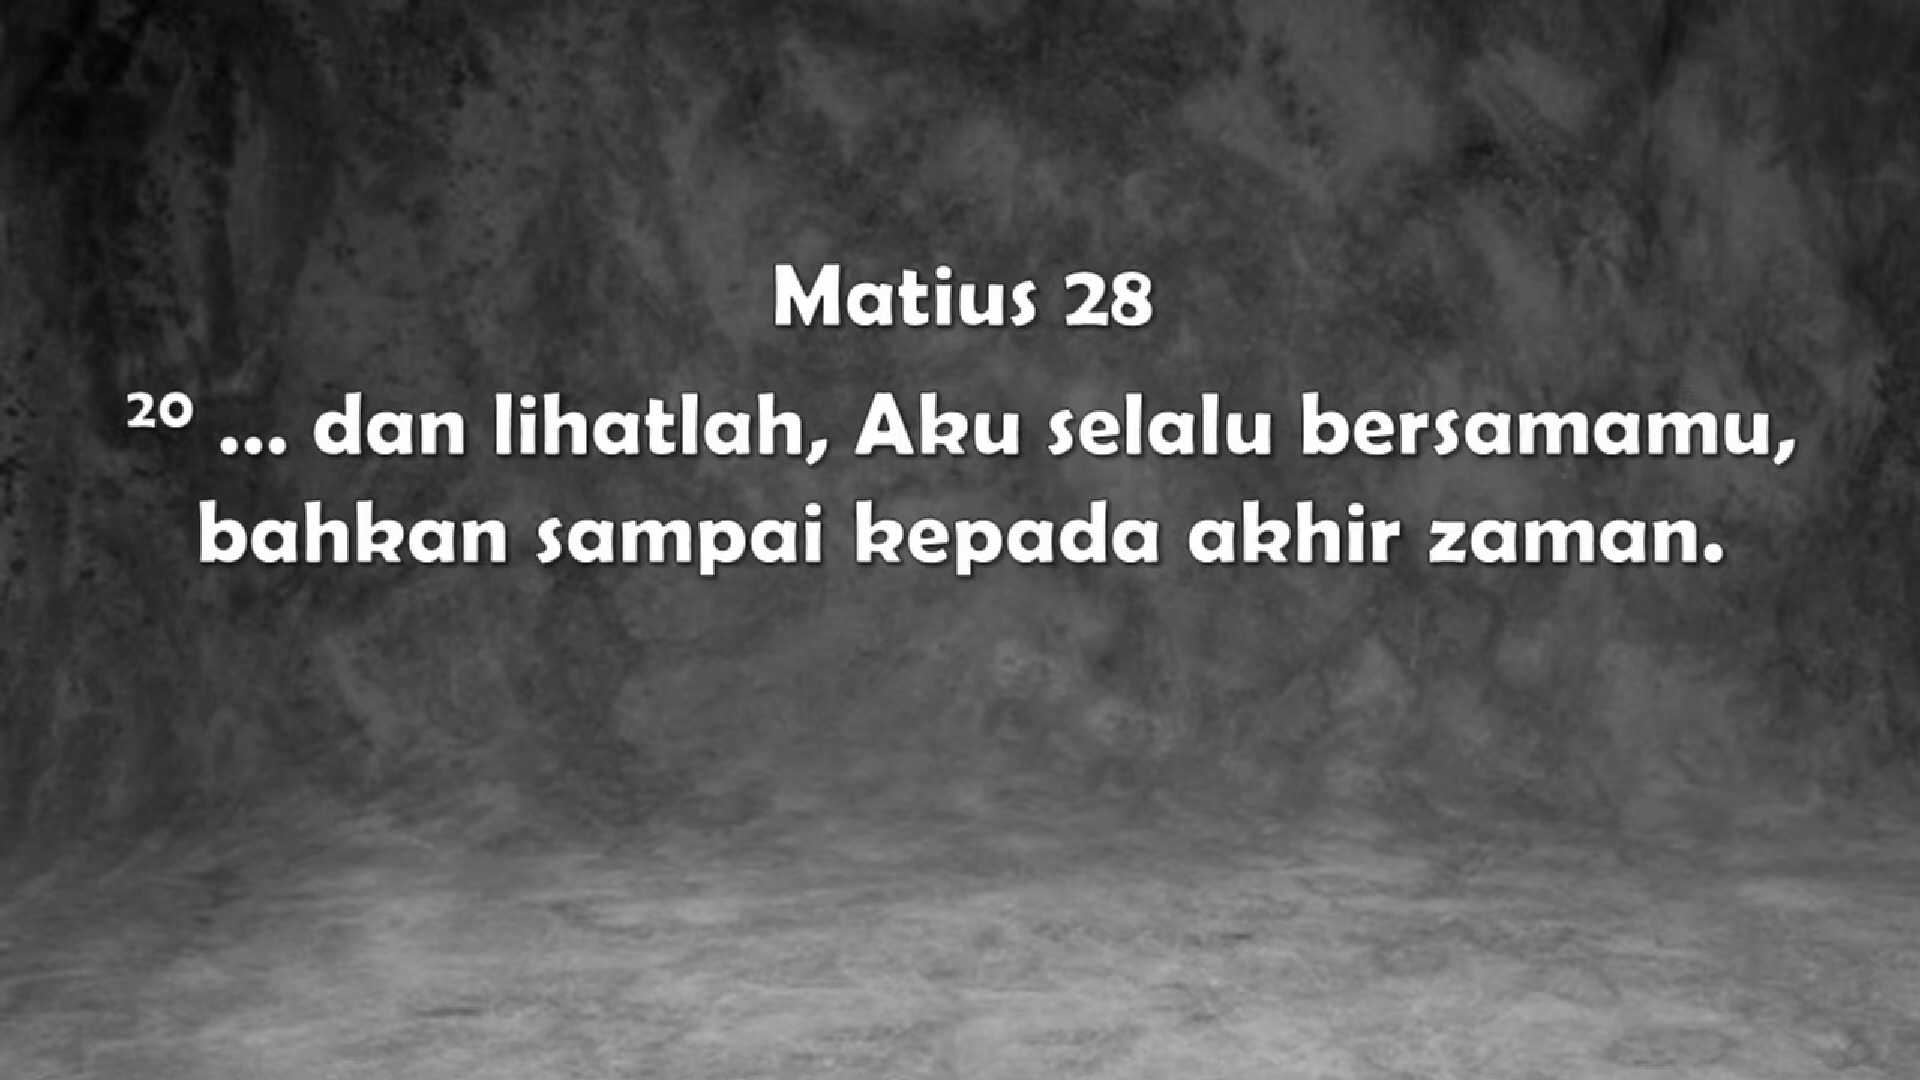 Matius 28
20 ... dan lihatlah, Aku selalu bersamamu,
bahkan sampai kepada akhir zaman.